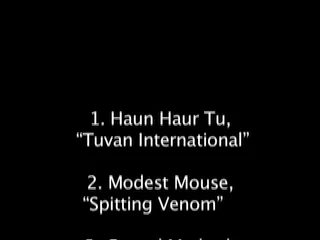 1. Haun Haur Tu,
“Tuvan International”
2. Modest Mouse,
“Spitting Venom”